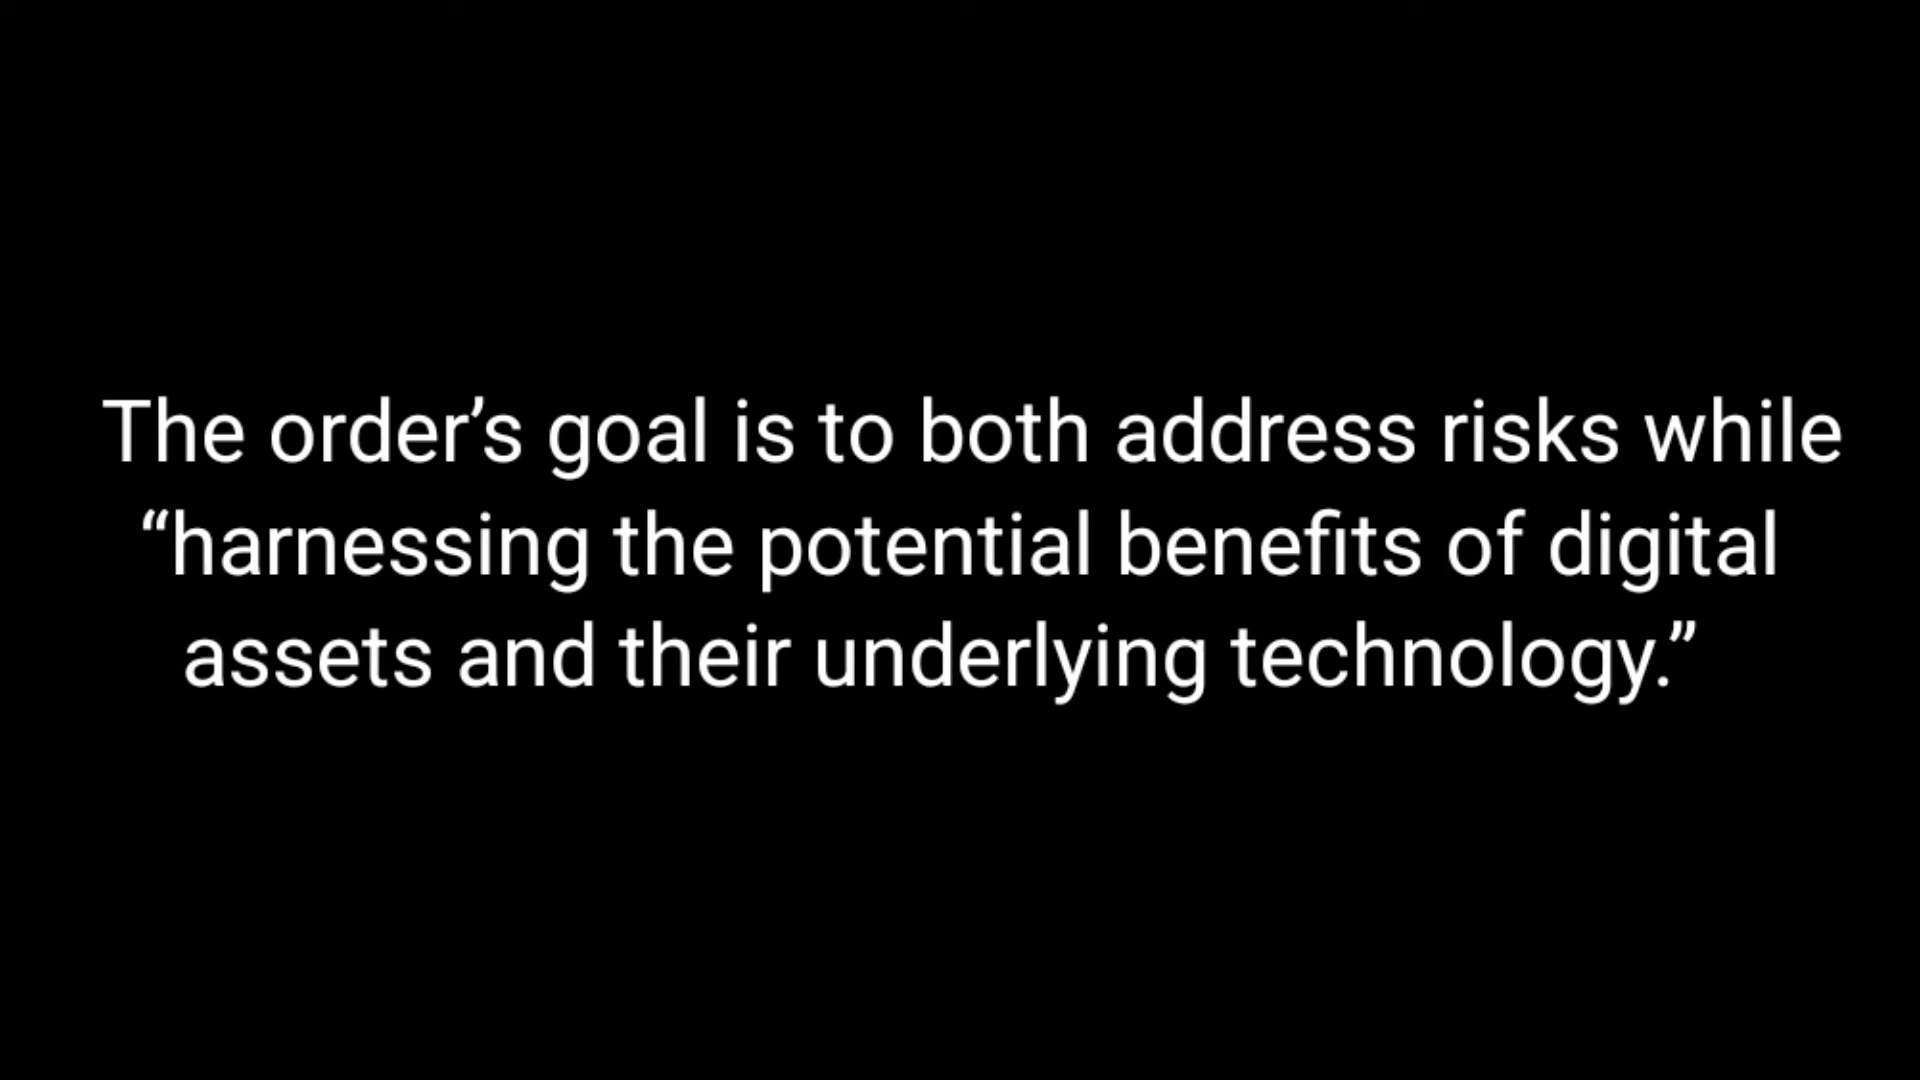 The order’s goal is to both address risks while
“harnessing the potential benefits of digital
assets and their underlying technology.”